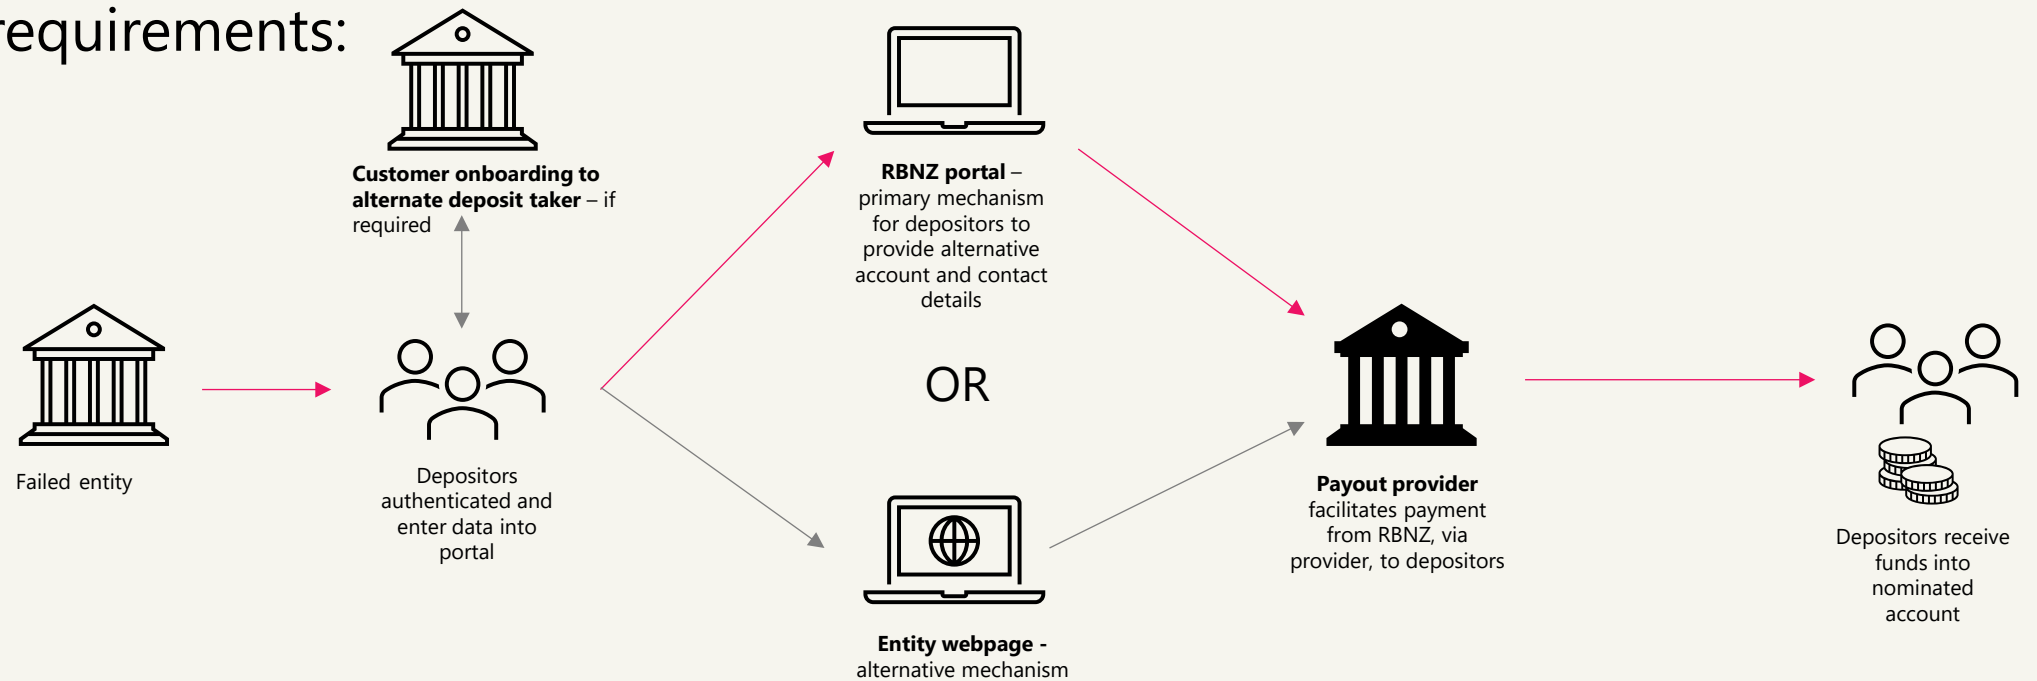 requirements:
Customer onboarding to
alternate deposit taker – if
required
RBNZ portal –
primary mechanism
for depositors to
provide alternative
account and contact
details
OR
Failed entity
Depositors
authenticated and
enter data into
portal
Entity webpage -
alternative mechanism
Payout provider
facilitates payment
from RBNZ, via
provider, to depositors
Depositors receive
funds into
nominated
account